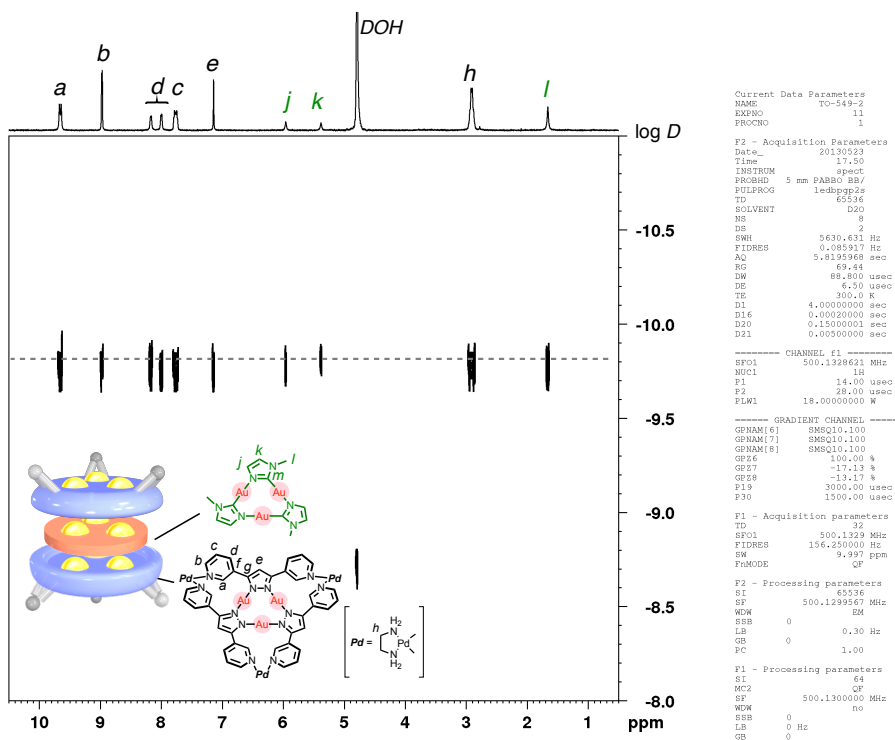 DOH
b
a
d
c
e
j
k
h
l
log D
-10.5
-10.0
-9.5
-9.0
-8.5
-8.0
10
9
8
7
6
5
4
3
2
1
ppm
k
j
N
l
N
m
Au
Au
N
N
N
Au
N
c
d
b
f
e
g
a
Pd
N
N
N
Pd
N
N
N
Au
Au
N
N
Au
N
N
N
N
Pd
h
H2
N
Pd = Pd
N
H2
Current Data Parameters
NAME TO-549-2
EXPNO 11
PROCNO 1
F2 - Acquisition Parameters
Date_ 20130523
Time 17.50
INSTRUM spect
PROBHD 5 mm PABBO BB/
PULPROG ledbpgp2s
TD 65536
SOLVENT D2O
NS 8
DS 2
SWH 5630.631 Hz
FIDRES 0.085917 Hz
AQ 5.8195968 sec
RG 69.44
DW 88.800 usec
DE 6.50 usec
TE 300.0 K
D1 4.00000000 sec
D16 0.00020000 sec
D20 0.15000001 sec
D21 0.00500000 sec
======== CHANNEL f1 ========
SFO1 500.1328621 MHz
NUC1 1H
P1 14.00 usec
P2 28.00 usec
PLW1 18.00000000 W
====== GRADIENT CHANNEL =====
GPNAM[6] SMSQ10.100
GPNAM[7] SMSQ10.100
GPNAM[8] SMSQ10.100
GPZ6 100.00 %
GPZ7 -17.13 %
GPZ8 -13.17 %
P19 3000.00 usec
P30 1500.00 usec
F1 - Acquisition parameters
TD 32
SFO1 500.1329 MHz
FIDRES 156.250000 Hz
SW 9.997 ppm
FnMODE QF
F2 - Processing parameters
SI 65536
SF 500.1299567 MHz
WDW EM
SSB 0
LB 0.30 Hz
GB 0
PC 1.00
F1 - Processing parameters
SI 64
MC2 QF
SF 500.1300000 MHz
WDW no
SSB 0
LB 0 Hz
GB 0